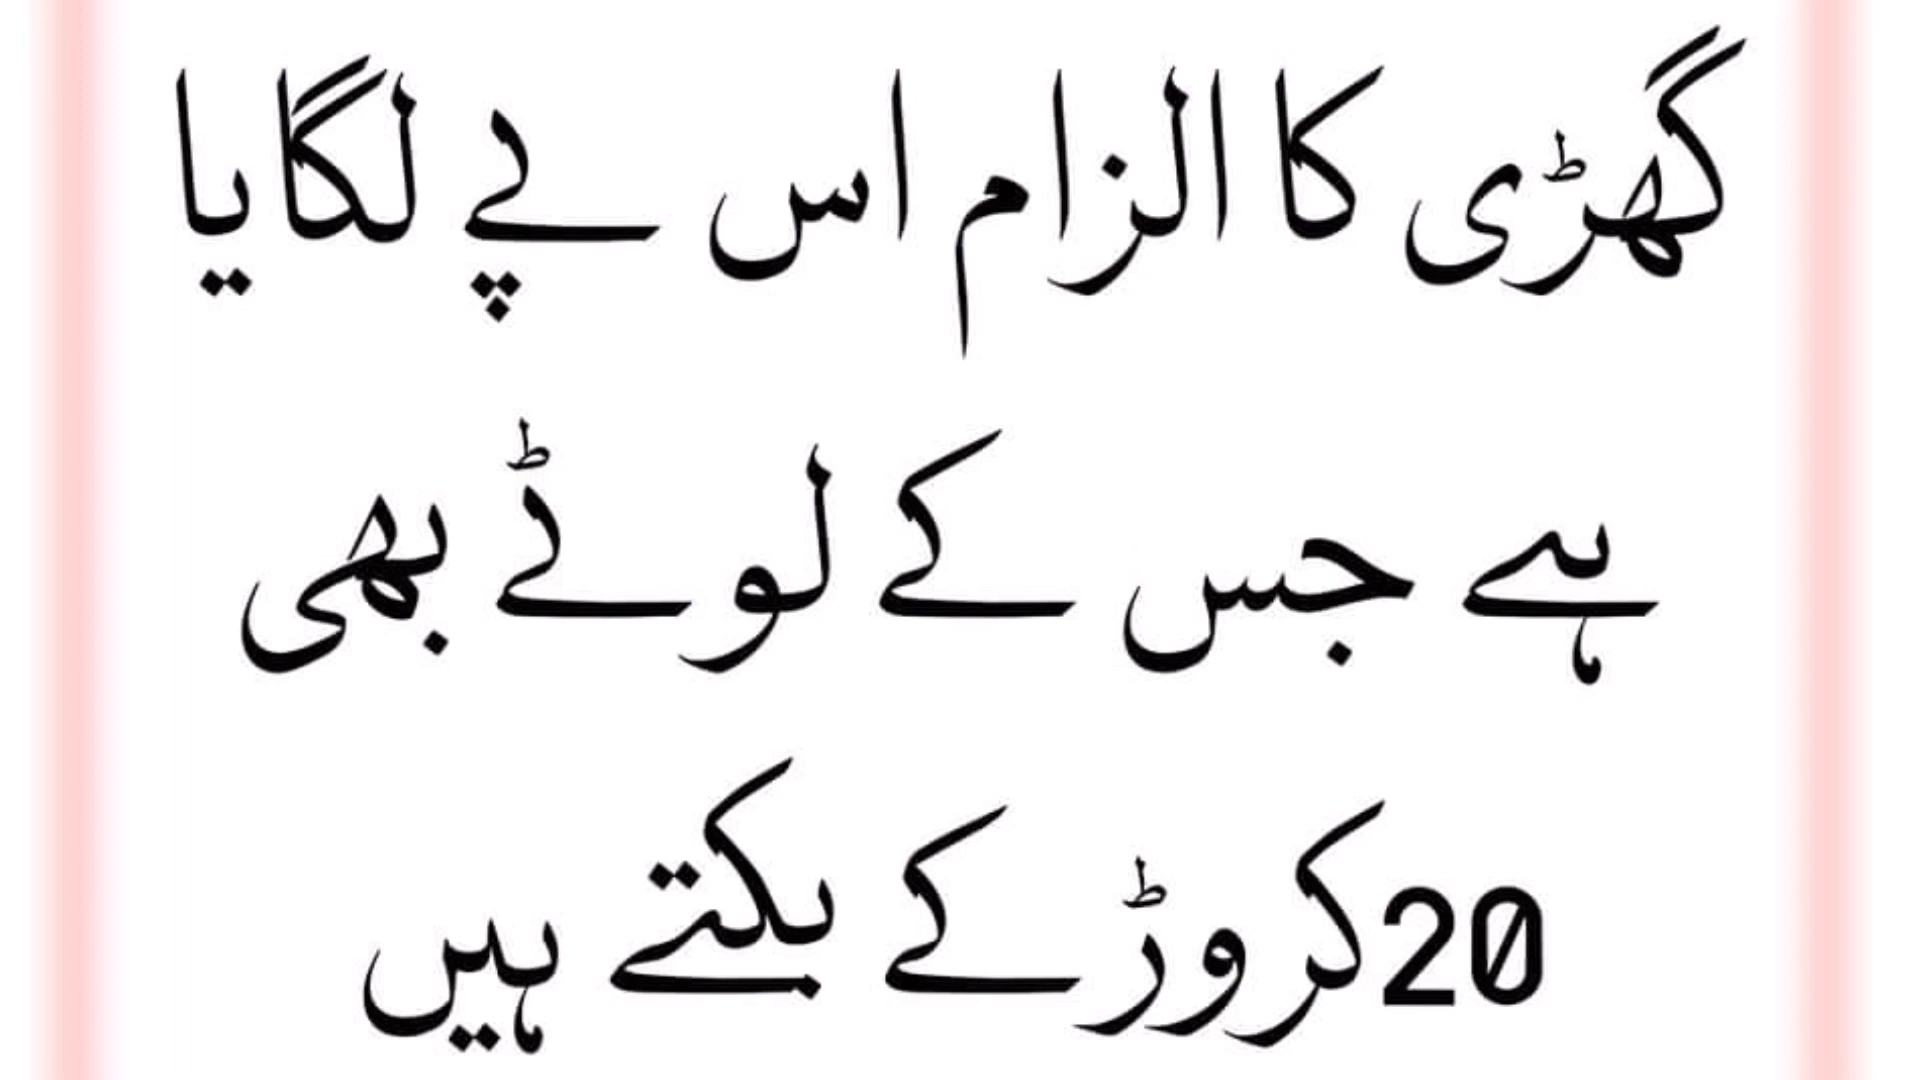 گھڑی کا الزام اس پے لگایا
ہے جس کے لوٹے بھی
20کروڑ کے بکتے ہیں